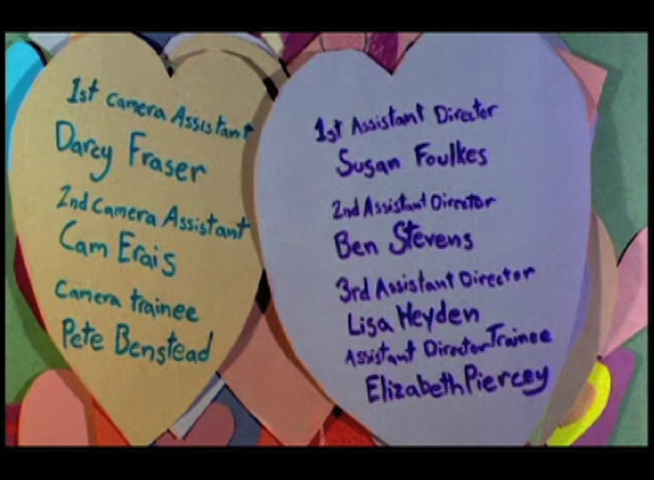 1st Camera Assistant
Darcy Fraser
2nd Camera Assistant
Cam Erais
Camera trainee
Pete Benstead
1st Assistant Director
Susan Foulkes
2nd Assistant Director
Ben Stevens
3rd Assistant Director
Lisa Heyden
Assistant Director Trainee
Elizabeth Piercey